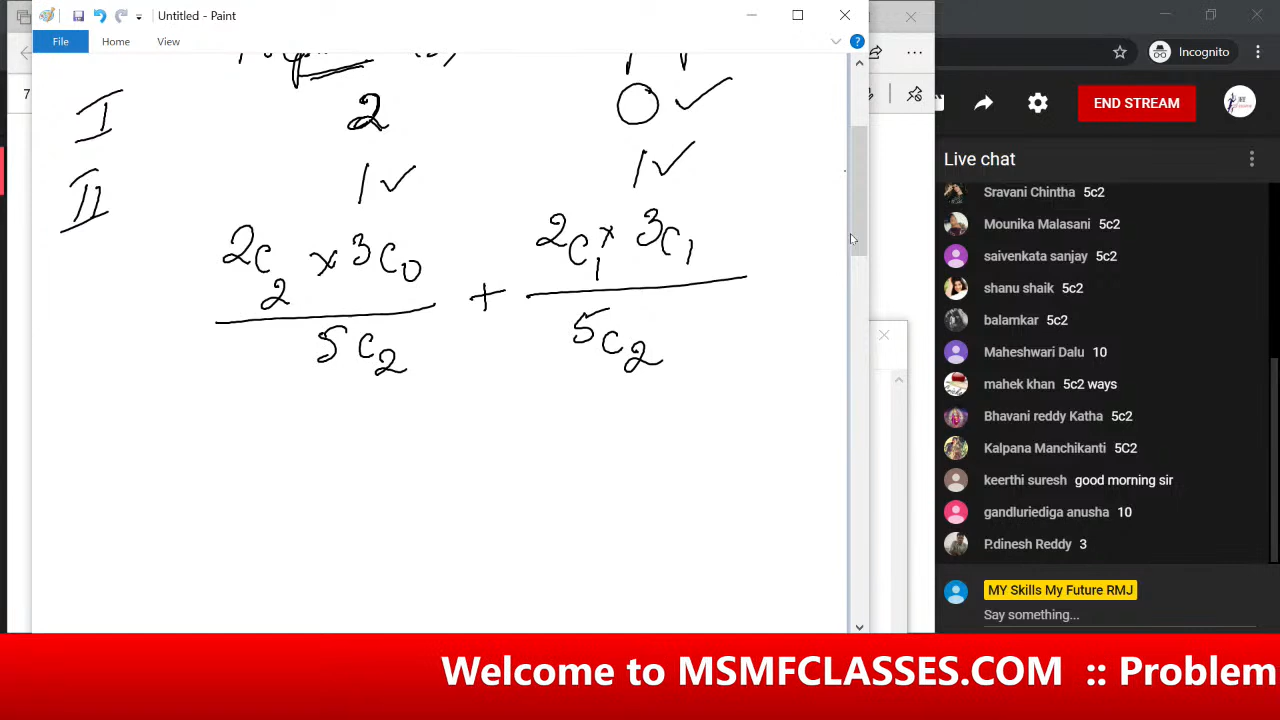 Untitled - Paint
File Home View
Incognito
7
I 2 0 ✓
II 1 ✓ 1 ✓
2c2 × 3c0 + 2c1 × 3c1
5c2 5c2
END STREAM
Live chat
Sravani Chintha 5c2
Mounika Malasani 5c2
saivenkata sanjay 5c2
shanu shaik 5c2
balamkar 5c2
Maheshwari Dalu 10
mahek khan 5c2 ways
Bhavani reddy Katha 5c2
Kalpana Manchikanti 5C2
keerthi suresh good morning sir
gandluriediga anusha 10
P.dinesh Reddy 3
MY Skills My Future RMJ
Say something...
Welcome to MSMFCLASSES.COM :: Problem